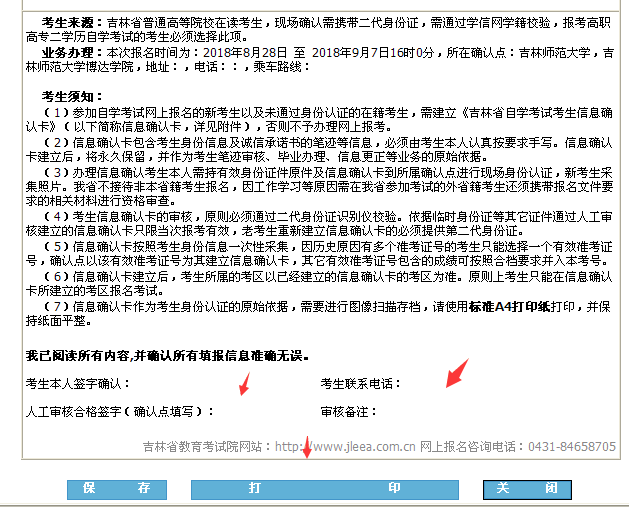 考生来源：吉林省普通高等院校在读考生，现场确认需携带二代身份证，需通过学信网学籍校验，报考高职
高专二学历自学考试的考生必须选择此项。
业务办理：本次报名时间为：2018年8月28日 至 2018年9月7日16时0分，所在确认点：吉林师范大学，吉
林师范大学博达学院，地址：，电话：：，乘车路线：
考生须知：
（1）参加自学考试网上报名的新考生以及未通过身份认证的在籍考生，需建立《吉林省自学考试考生信息确
认卡》（以下简称信息确认卡，详见附件），否则不予办理网上报考。
（2）信息确认卡包含考生身份信息及诚信承诺书的笔迹等信息，必须由考生本人认真按要求手写。信息确认
卡建立后，将永久保留，并作为考生笔迹审核、毕业办理、信息更正等业务的原始依据。
（3）办理信息确认考生本人需持有效身份证件原件及信息确认卡到所属确认点进行现场身份认证，新考生采
集照片。我省不接待非本省籍考生报名，因工作学习等原因需在我省参加考试的外省籍考生还须携带报名文件要
求的相关材料进行资格审查。
（4）考生信息确认卡的审核，原则必须通过二代身份证识别仪校验。依据临时身份证等其它证件通过人工审
核建立的信息确认卡只限当次报考有效，老考生重新建立信息确认卡的必须提供第二代身份证。
（5）信息确认卡按照考生身份信息一次性采集，因历史原因有多个准考证号的考生只能选择一个有效准考证
号，确认点以该有效准考证号为其建立信息确认卡，其它有效准考证号包含的成绩可按照合档要求并入本考号。
（6）信息确认卡建立后，考生所属的考区以已经建立的信息确认卡的考区为准。原则上考生只能在信息确认
卡所建立的考区报名考试。
（7）信息确认卡作为考生身份认证的原始依据，需要进行图像扫描存档，请使用标准A4打印纸打印，并保
持纸面平整。
我已阅读所有内容,并确认所有填报信息准确无误。
考生本人签字确认： 考生联系电话：
人工审核合格签字（确认点填写）： 审核备注：
吉林省教育考试院网站：http://www.jleea.com.cn 网上报名咨询电话：0431-84658705
保 存 打 印 关 闭